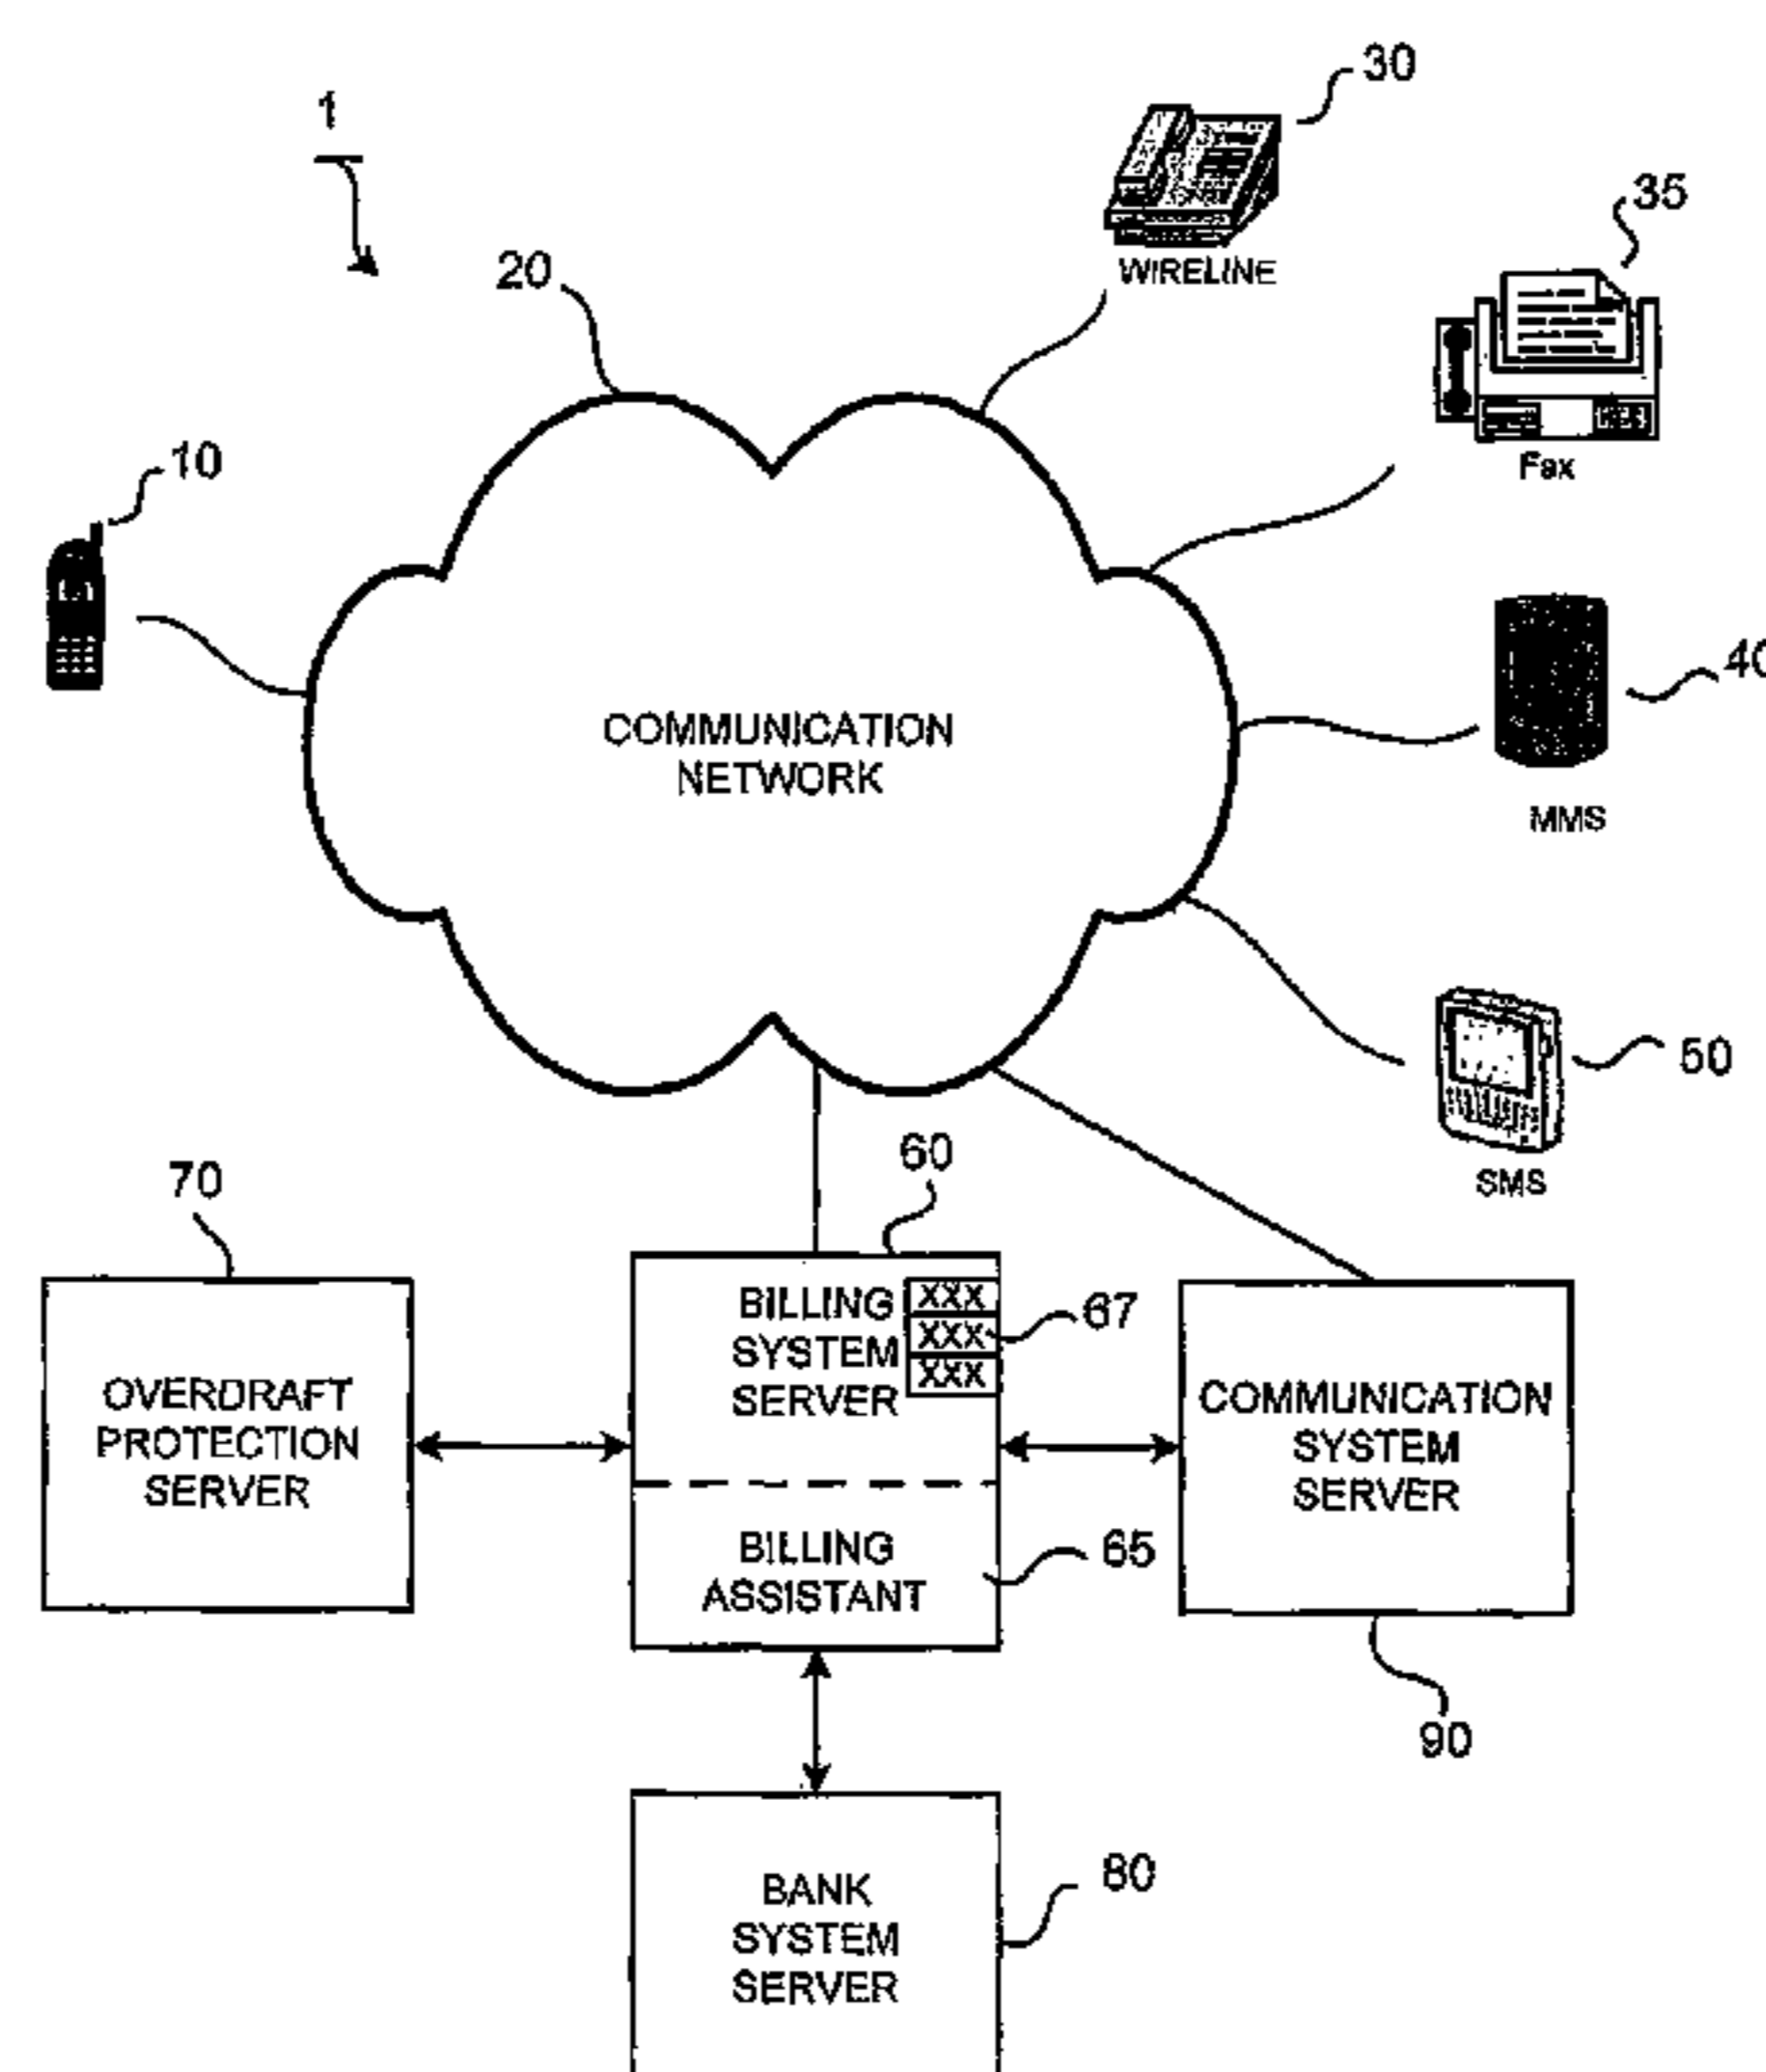 1
30
35
20
WIRELINE
10
Fax
COMMUNICATION
NETWORK
40
MMS
50
SMS
60
70
BILLING
SYSTEM
SERVER
XXX
XXX
XXX
67
OVERDRAFT
PROTECTION
SERVER
COMMUNICATION
SYSTEM
SERVER
BILLING
ASSISTANT
65
90
BANK
SYSTEM
SERVER
80